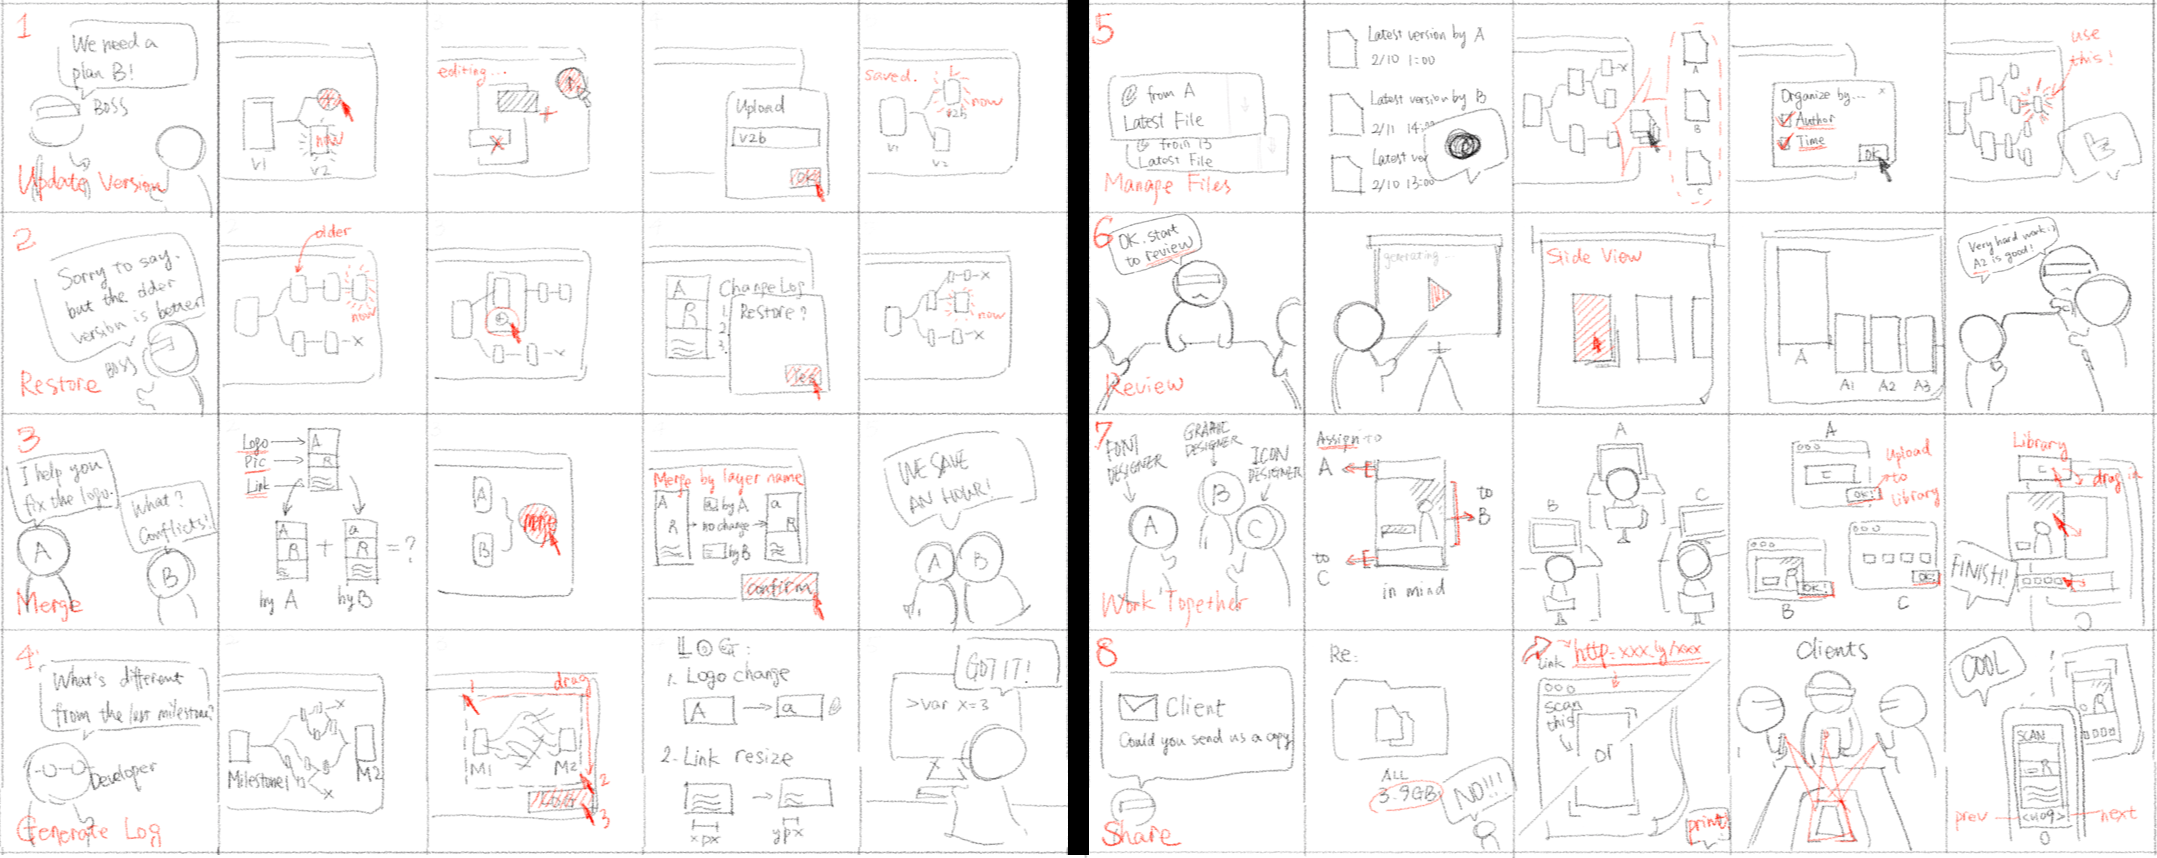 1
We need a
plan B!
BOSS
Update Version
V1
now
V2
editing...
Upload
V2b
OK
saved.
now
V2b
V1
V2
2
Sorry to say.
but the older
version is better
BOSS
Restore
older
now
A
R
Change Log
1.
2.
3.
Restore?
Yes
now
3
I help you
fix the logo.
What?
Conflicts!
A
B
Merge
Logo
Pic
Link
A
R
A
R
+
a
R
=?
by A
by B
A
B
merge
Merge by layer name
A
R
a by A
no change
by B
a
R
confirm
WE SAVE
AN HOUR!
A
B
4
What's different
from the last milestone?
Developer
Generate Log
Milestone1
M2
1
drag
M1
M2
2
3
LOG:
1. Logo change
A
a
2. Link resize
xpx
ypx
GOT IT!
>var x=3
5
@ from A
Latest File
@ from B
Latest File
Manage Files
Latest version by A
2/10 1:00
Latest version by B
2/11 14:
Latest ver
2/10 13:00
A
B
C
Organize by... x
Author
Time
OK
use
this!
6
OK. start
to review
Review
generating...
Slide View
A
A1
A2
A3
Very hard work:)
A2 is good!
7
FONT
DESIGNER
GRAPHIC
DESIGNER
ICON
DESIGNER
A
B
C
Work Together
Assign to
A
to
B
to
C
in mind
A
B
C
A
upload
to
library
OK!
OK!
B
OK!
C
Library
drag in
FINISH!
8
Client
Could you send us a copy
Share
Re:
ALL
3.9GB
NO!!!
Link
http:xxx.ly/xxx
scan
this
or
print
Clients
COOL
SCAN
R
R
prev
<log>
next